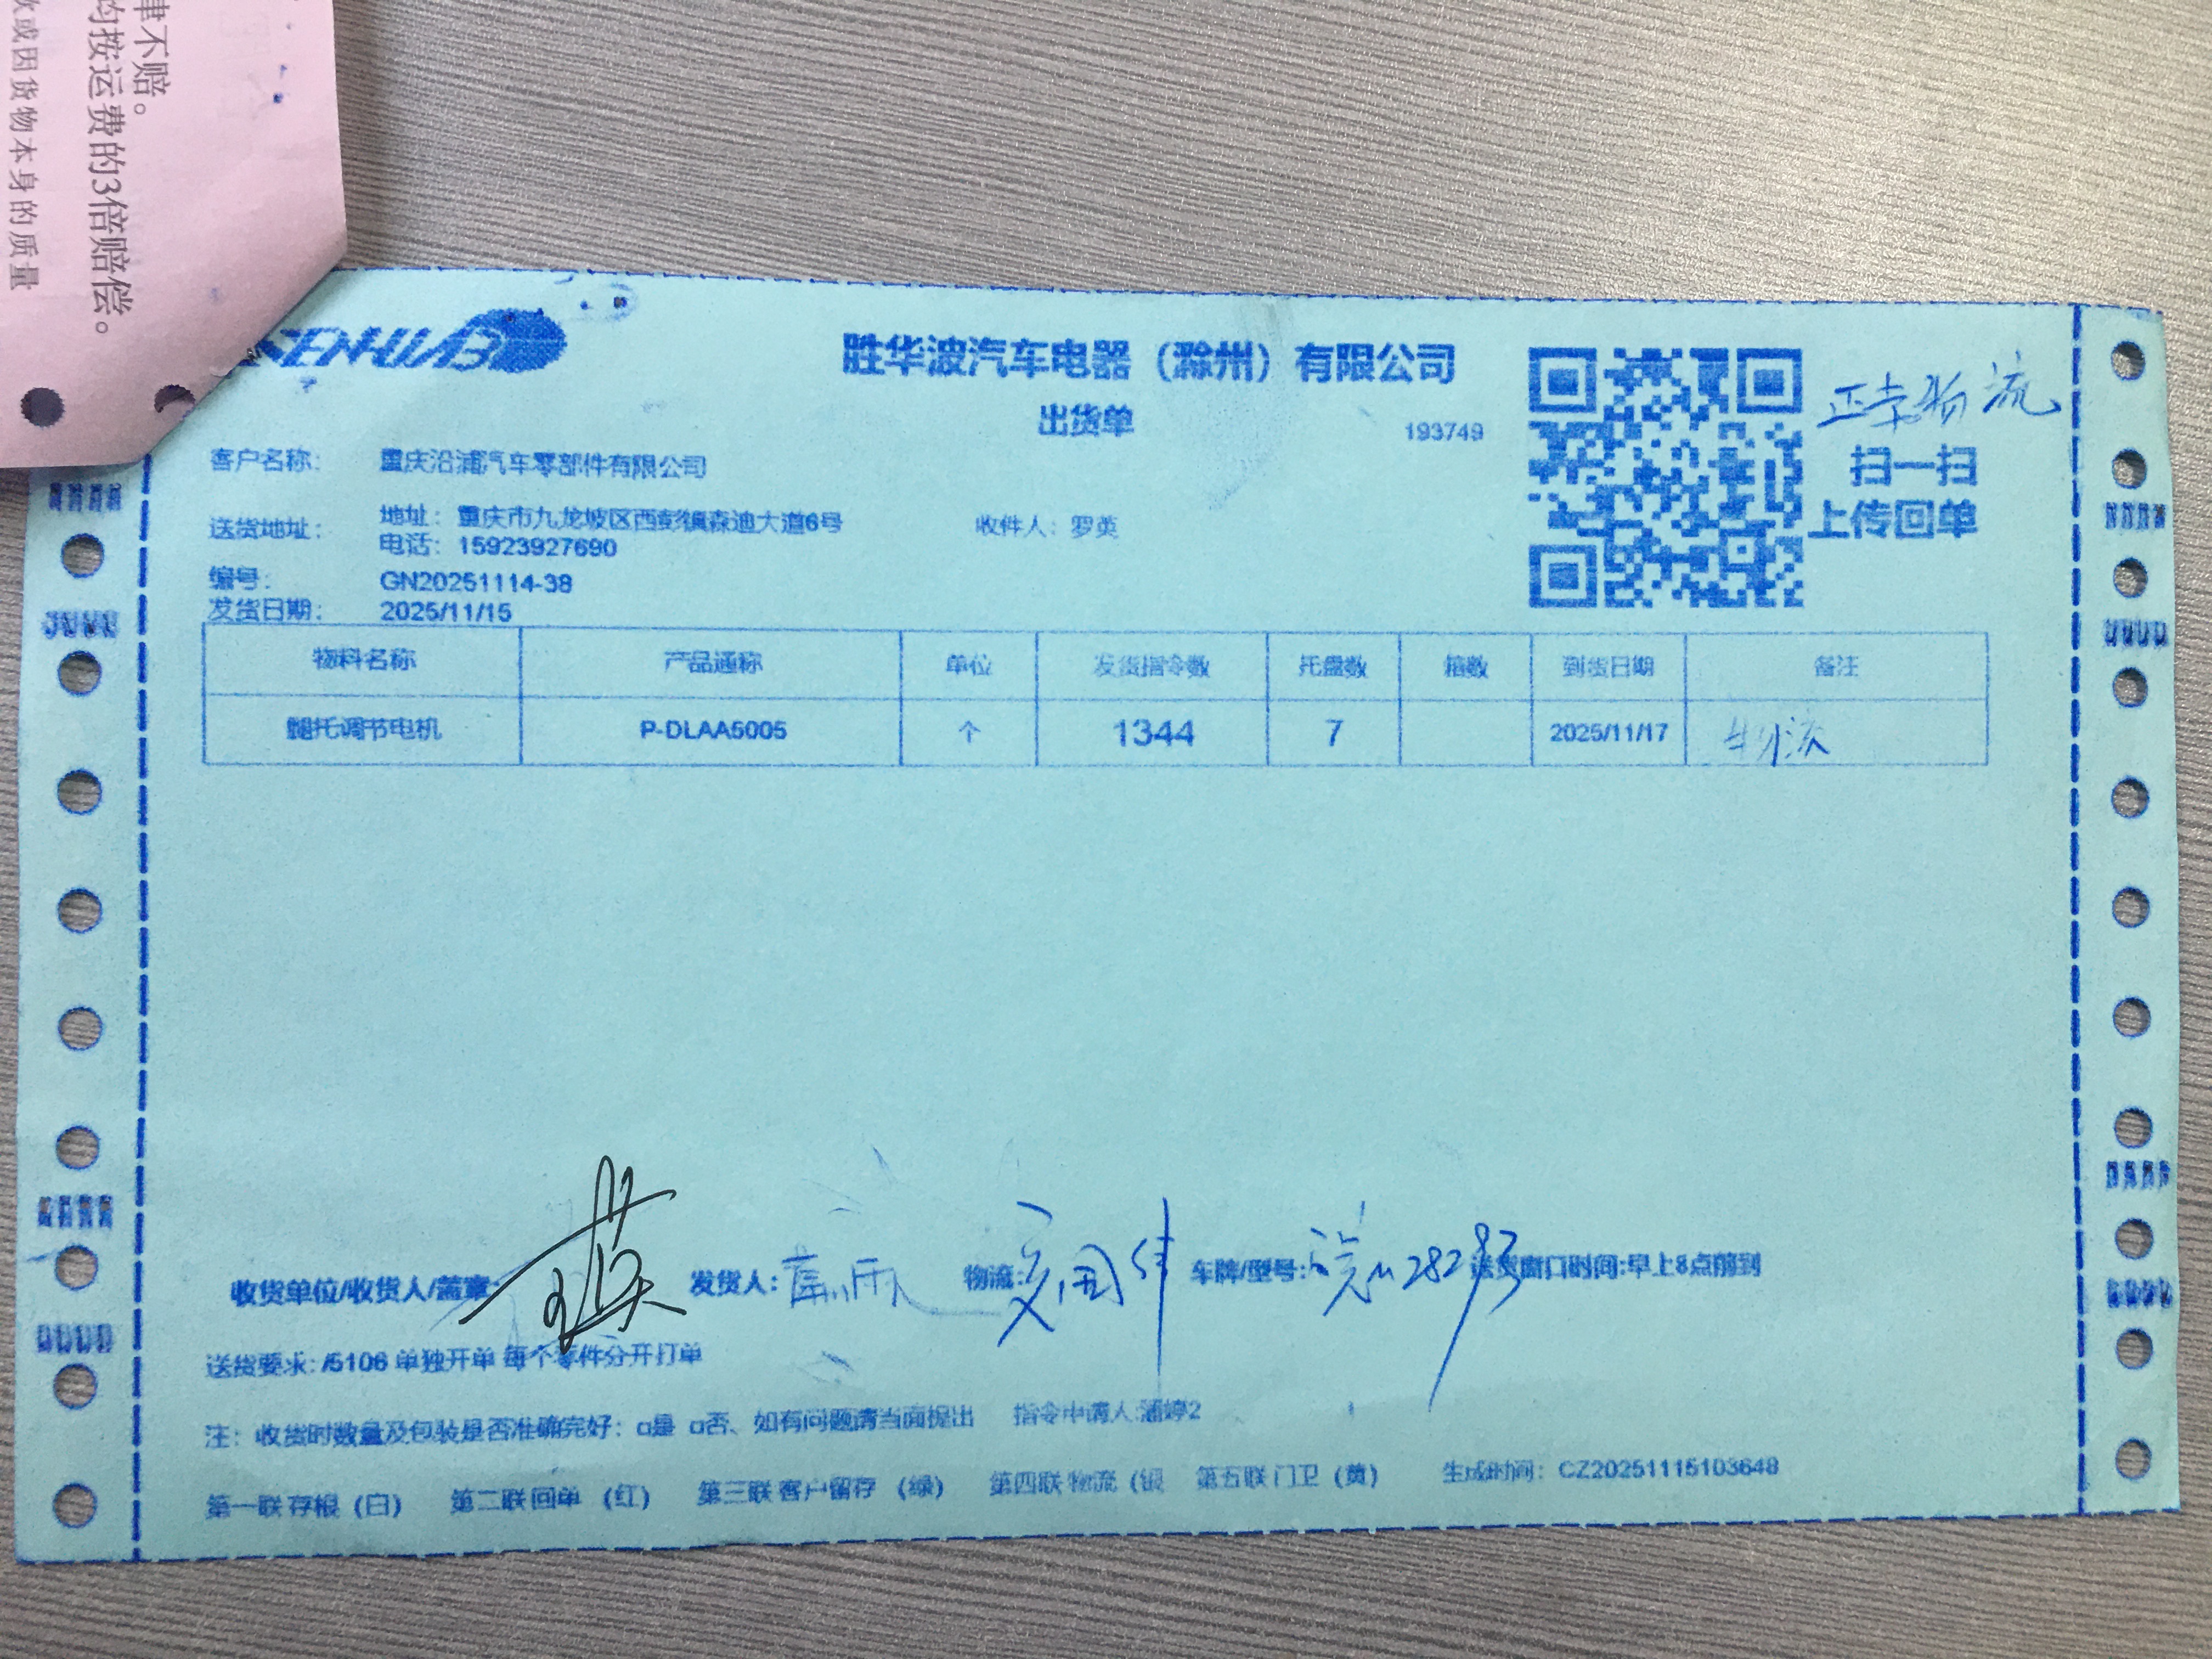 津不赔。
的按运费的3倍赔偿。
或因货物本身的质量
胜华波汽车电器（滁州）有限公司
出货单
193749
物流
扫一扫
上传回单
客户名称： 重庆沿浦汽车零部件有限公司
送货地址： 地址：重庆市九龙坡区西彭镇森迪大道6号 收件人：罗英
电话：15923927690
编号： GN20251114-38
发货日期： 2025/11/15
物料名称 产品通称 单位 发货指令数 托盘数 箱数 到货日期 备注
腿托调节电机 P-DLAA5005 个 1344 7 2025/11/17 物流
收货单位/收货人/盖章： 发货人： 物流： 车牌/型号： 送货窗口时间:早上8点前到
送货要求: /5106 单独开单 每个零件分开打单
注：收货时数量及包装是否准确完好：□是 □否、如有问题请当面提出 指令申请人:潘婷2
第一联 存根（白） 第二联 回单 （红） 第三联 客户留存 （绿） 第四联 物流（银 第五联 门卫（黄） 生成时间： CZ20251115103648